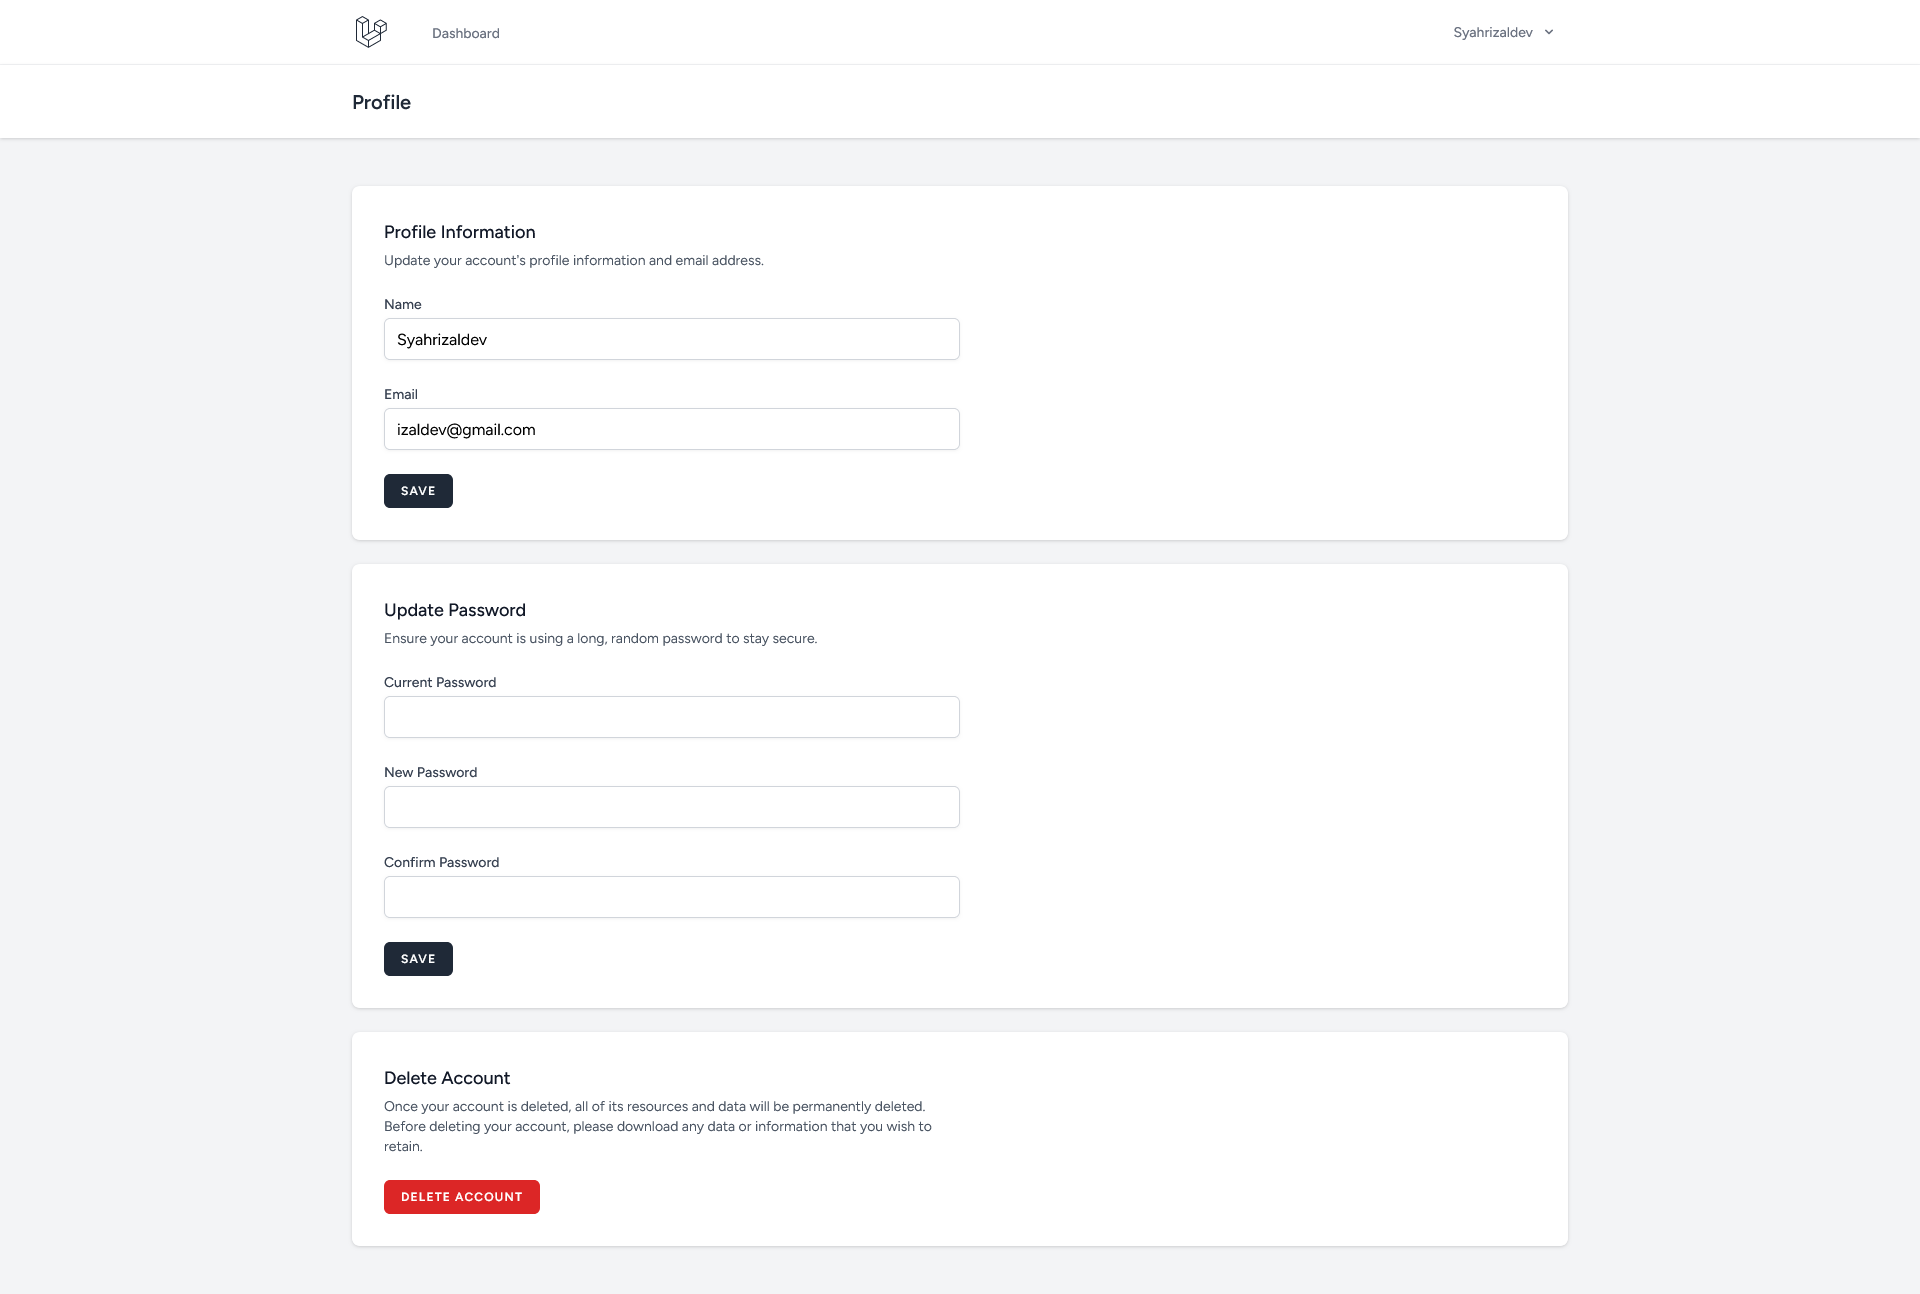 Dashboard
Syahrizaldev
Profile
Profile Information
Update your account's profile information and email address.
Name
Syahrizaldev
Email
izaldev@gmail.com
SAVE
Update Password
Ensure your account is using a long, random password to stay secure.
Current Password
New Password
Confirm Password
SAVE
Delete Account
Once your account is deleted, all of its resources and data will be permanently deleted.
Before deleting your account, please download any data or information that you wish to
retain.
DELETE ACCOUNT